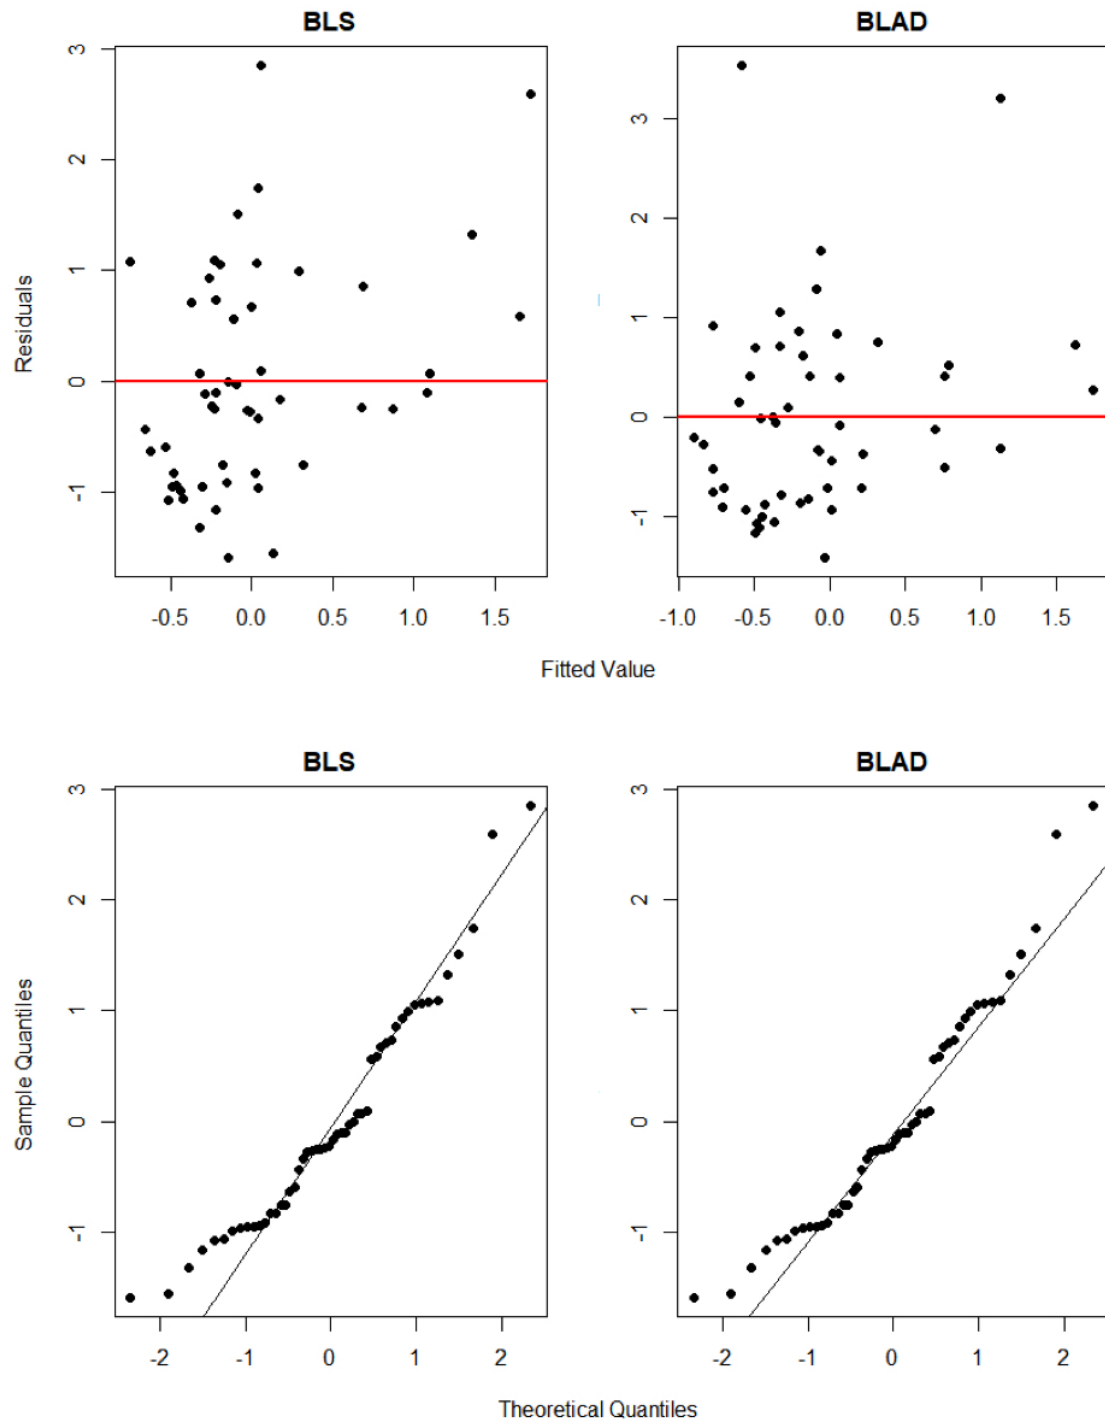 BLS BLAD
3
2
1
0
-1
3
2
1
0
-1
Residuals
-0.5 0.0 0.5 1.0 1.5
-1.0 -0.5 0.0 0.5 1.0 1.5
Fitted Value
BLS BLAD
3
2
1
0
-1
3
2
1
0
-1
Sample Quantiles
-2 -1 0 1 2
-2 -1 0 1 2
Theoretical Quantiles